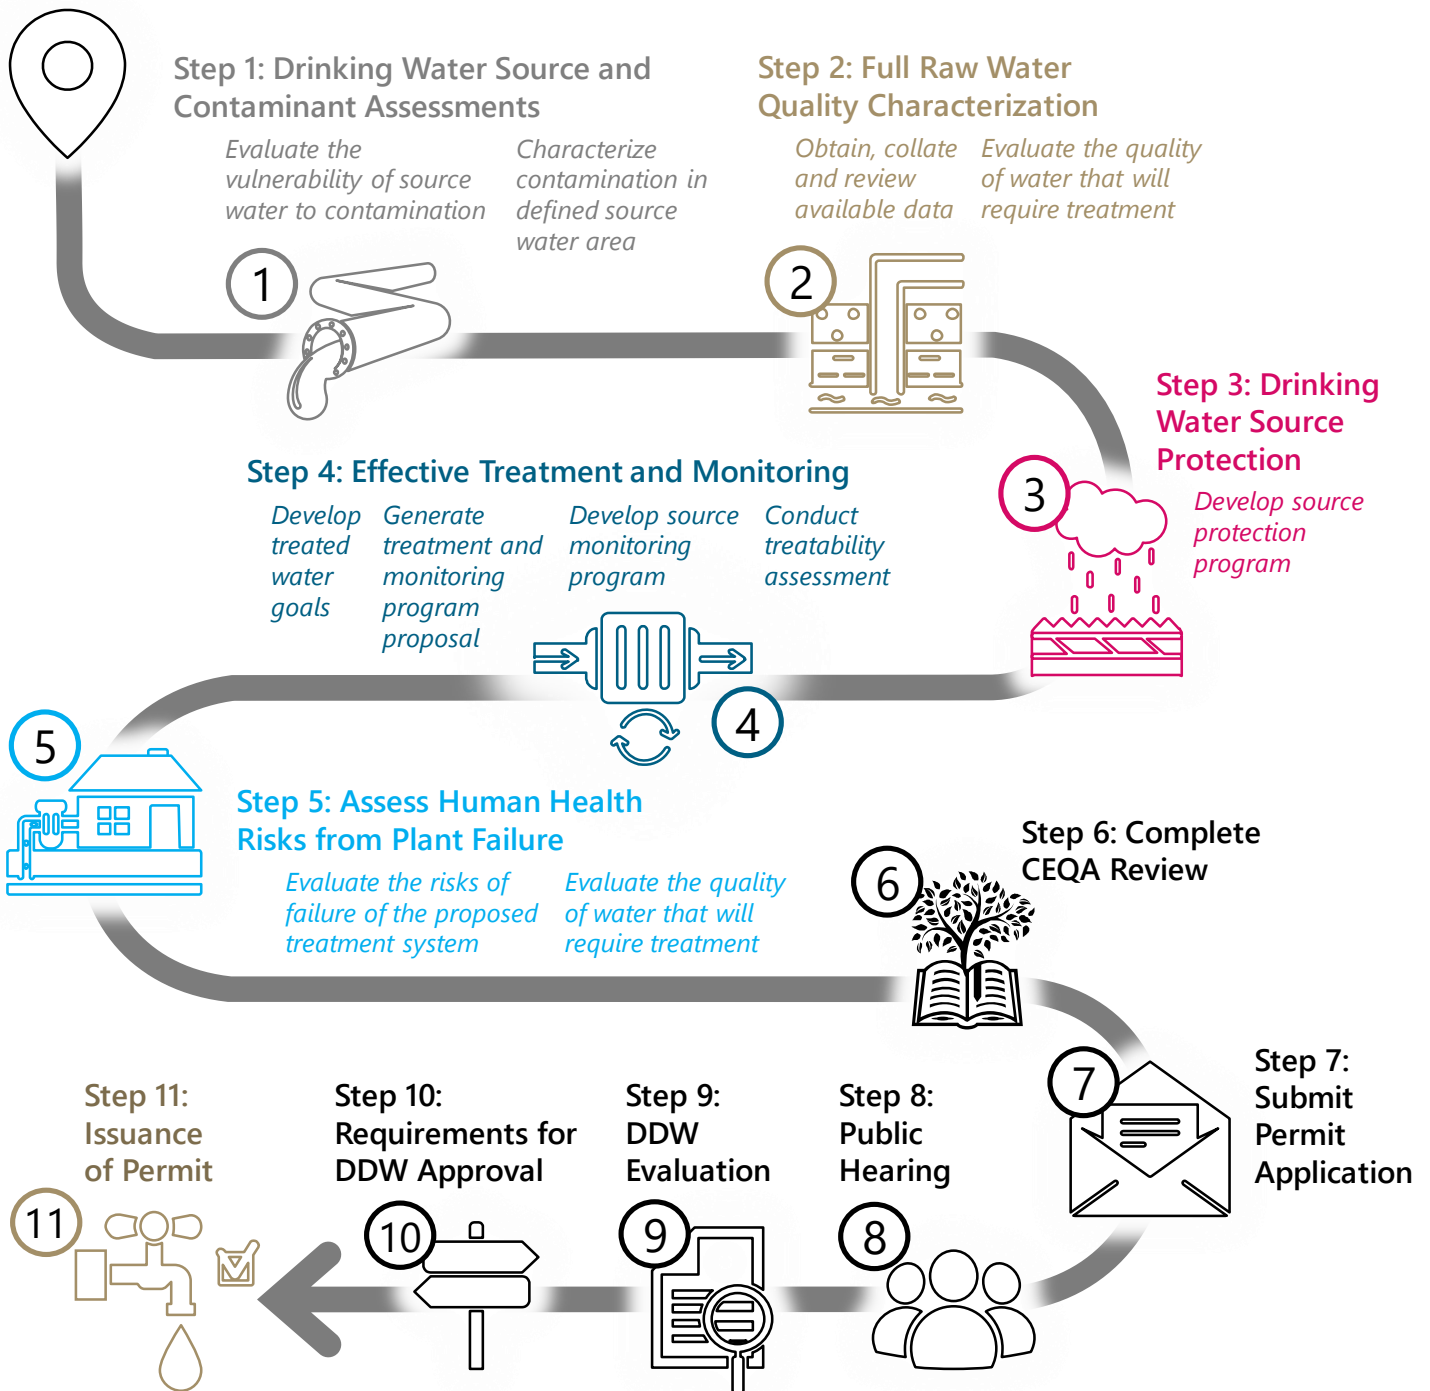 Step 1: Drinking Water Source and
Contaminant Assessments
Evaluate the
vulnerability of source
water to contamination
Characterize
contamination in
defined source
water area
1
Step 2: Full Raw Water
Quality Characterization
Obtain, collate
and review
available data
Evaluate the quality
of water that will
require treatment
2
Step 3: Drinking
Water Source
Protection
Develop source
protection
program
3
Step 4: Effective Treatment and Monitoring
Develop
treated
water
goals
Generate
treatment and
monitoring
program
proposal
Develop source
monitoring
program
Conduct
treatability
assessment
4
5
Step 5: Assess Human Health
Risks from Plant Failure
Evaluate the risks of
failure of the proposed
treatment system
Evaluate the quality
of water that will
require treatment
Step 6: Complete
CEQA Review
6
7
Step 7:
Submit
Permit
Application
Step 8:
Public
Hearing
8
Step 9:
DDW
Evaluation
9
Step 10:
Requirements for
DDW Approval
10
Step 11:
Issuance
of Permit
11